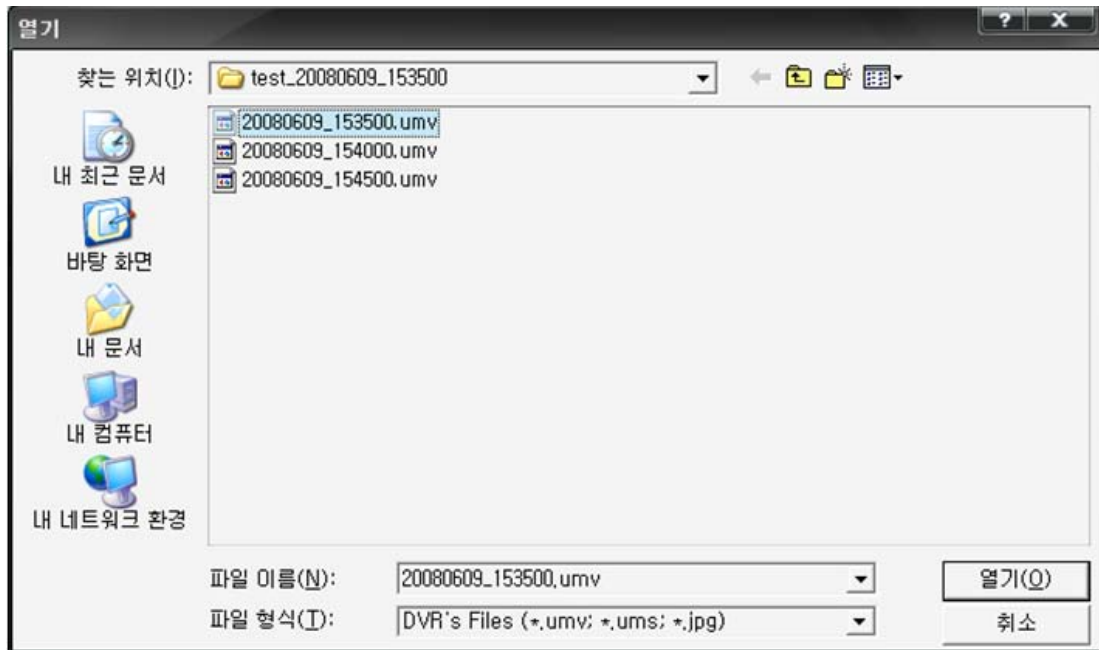 열기
찾는 위치(I): test_20080609_153500
20080609_153500.umv
20080609_154000.umv
20080609_154500.umv
내 최근 문서
바탕 화면
내 문서
내 컴퓨터
내 네트워크 환경
파일 이름(N): 20080609_153500.umv 열기(O)
파일 형식(T): DVR's Files (*.umv; *.ums; *.jpg) 취소